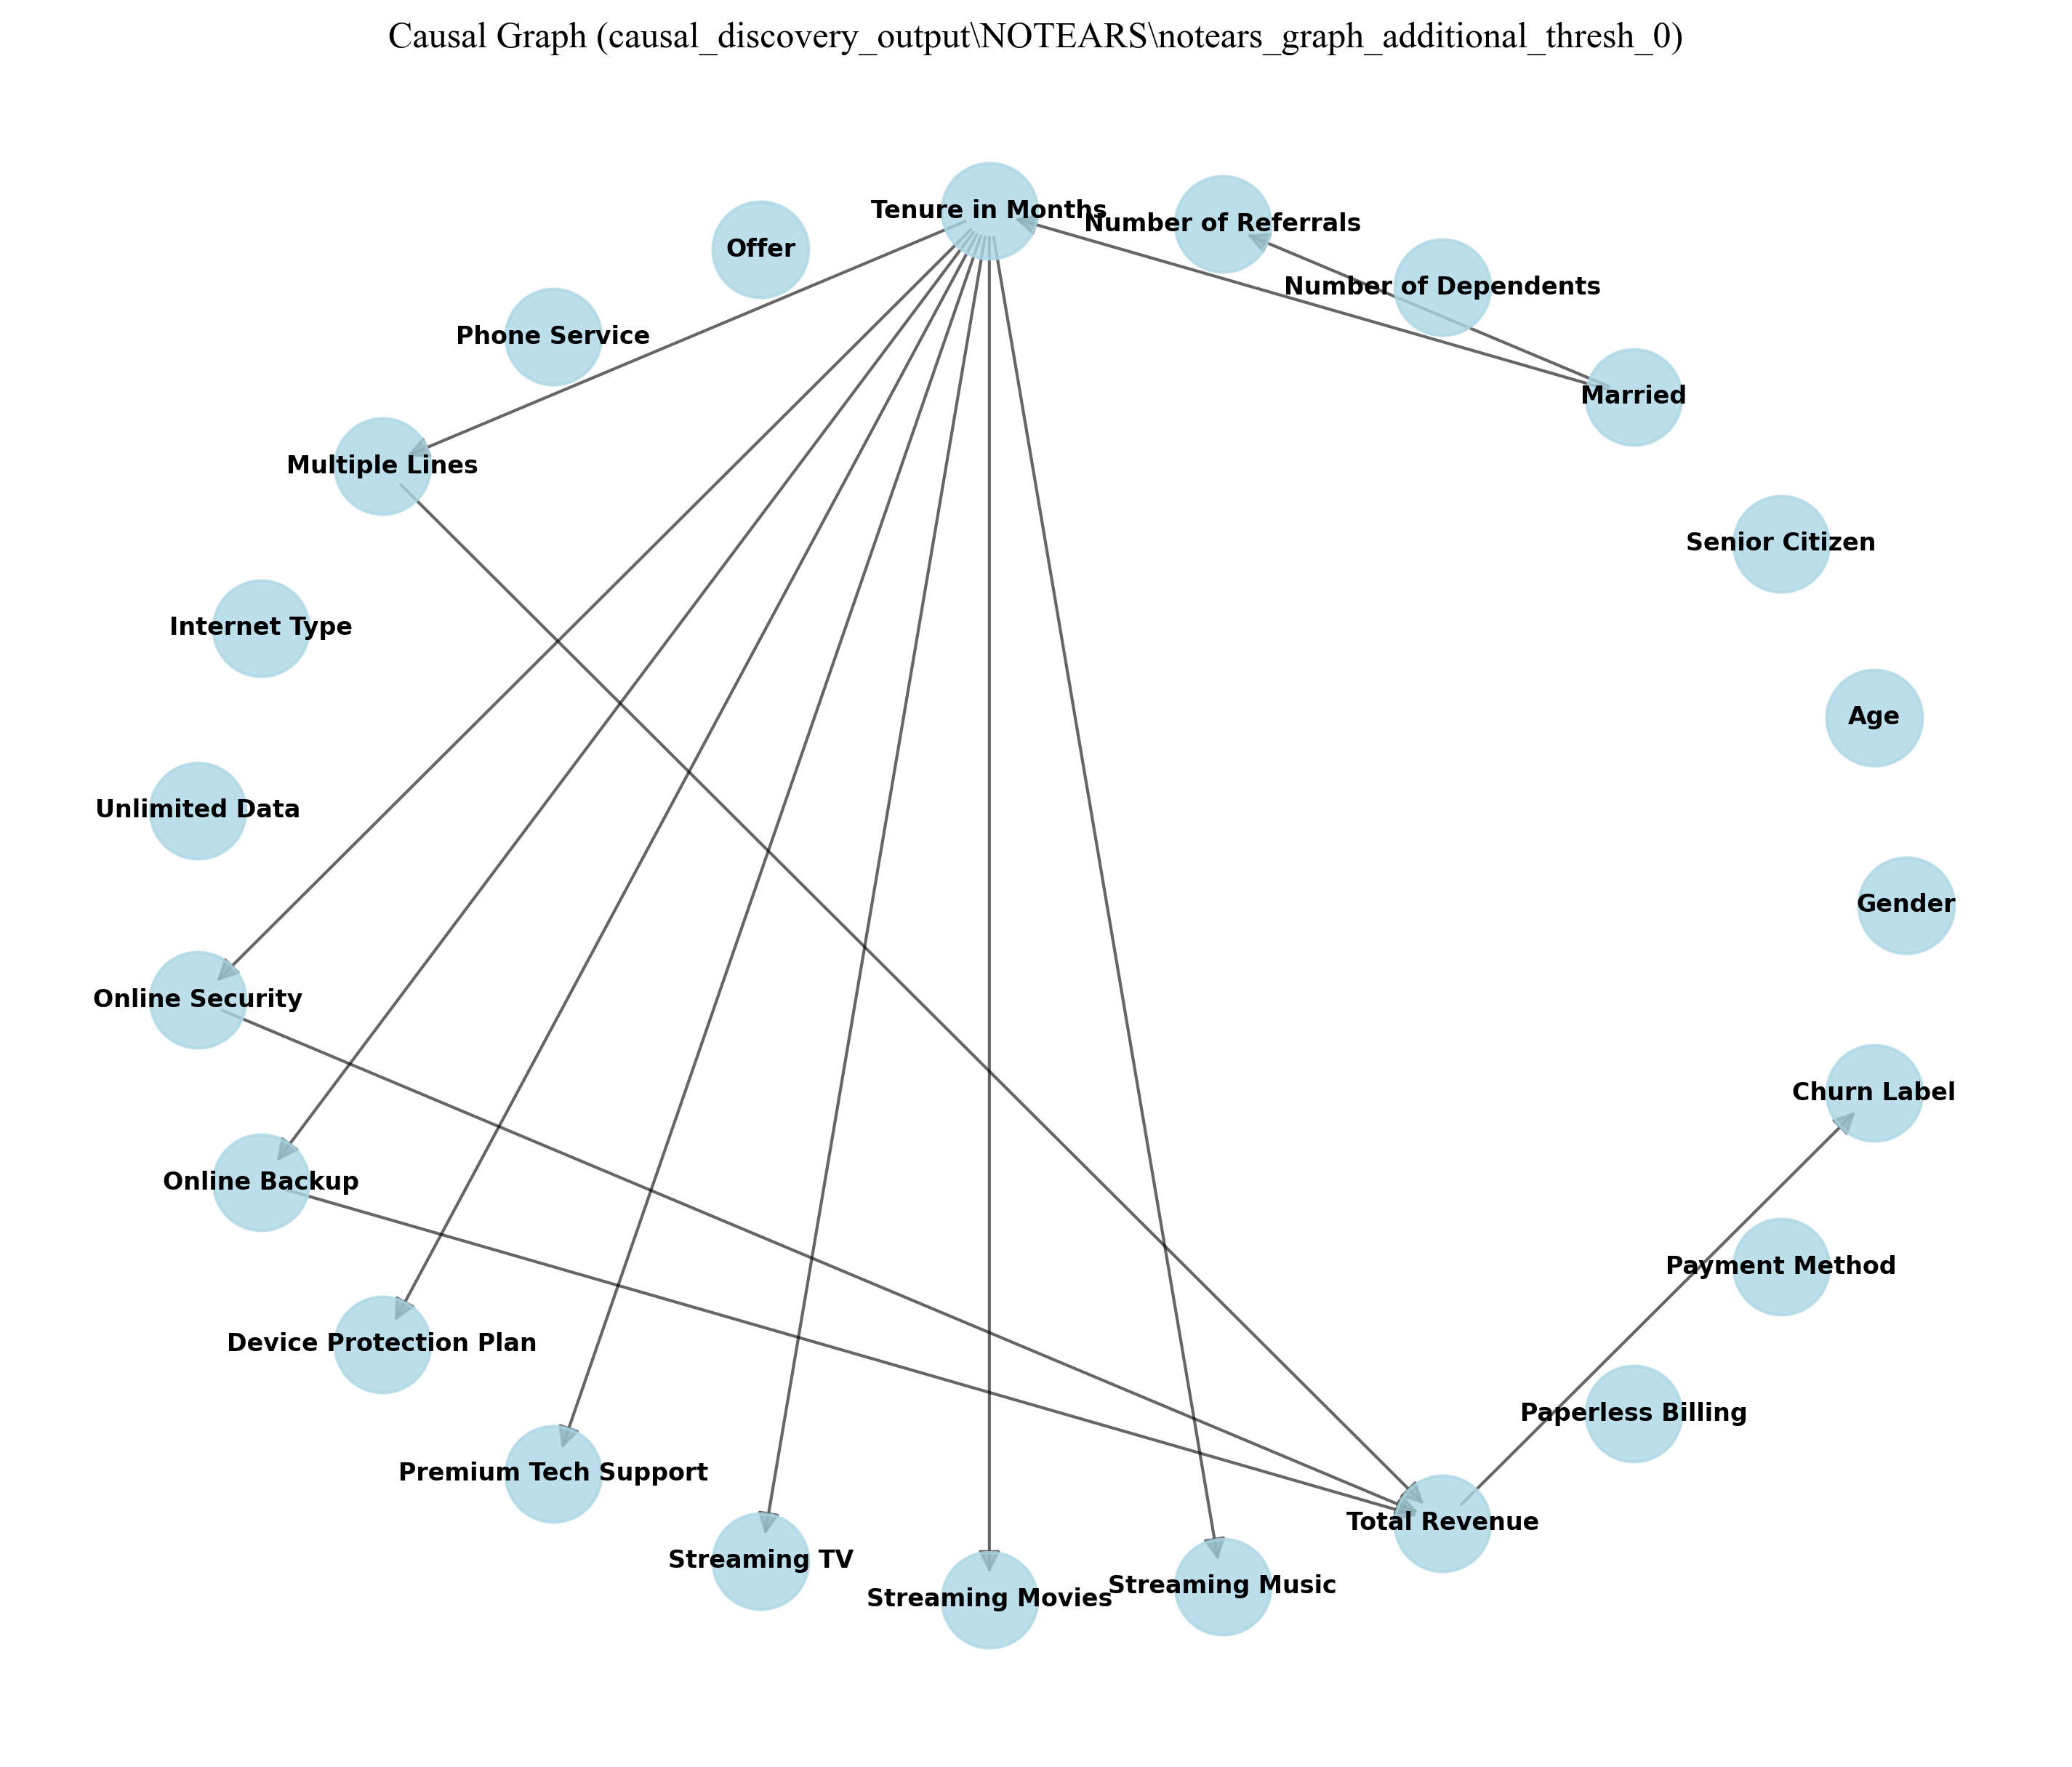 Causal Graph (causal_discovery_output\NOTEARS\notears_graph_additional_thresh_0)
Tenure in Months
Number of Referrals
Offer
Number of Dependents
Phone Service
Married
Multiple Lines
Senior Citizen
Internet Type
Age
Unlimited Data
Gender
Online Security
Churn Label
Online Backup
Payment Method
Device Protection Plan
Paperless Billing
Premium Tech Support
Total Revenue
Streaming TV
Streaming Music
Streaming Movies